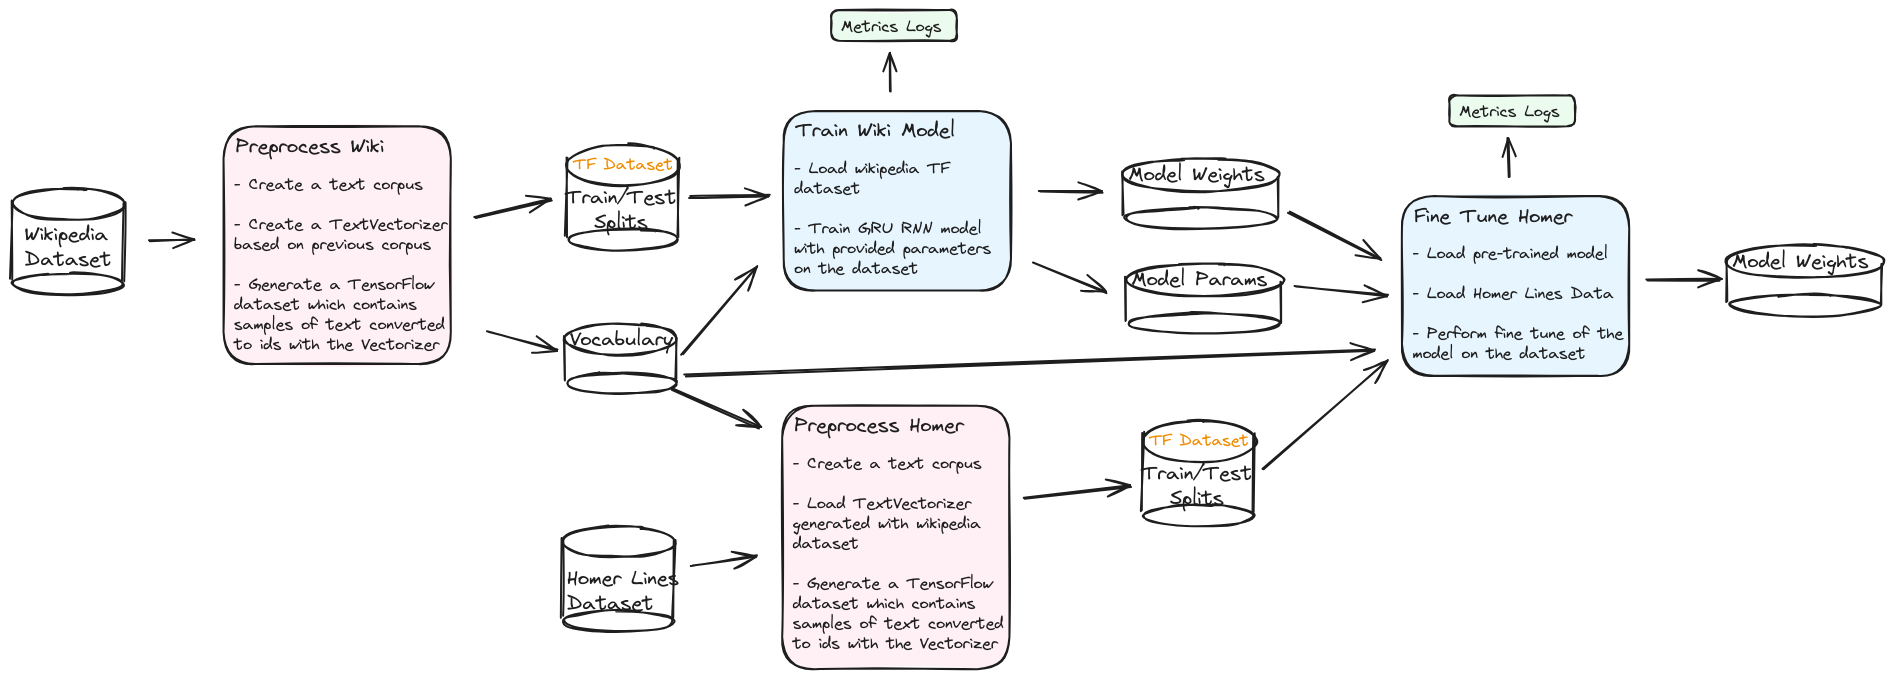 Metrics Logs
Wikipedia
Dataset
Preprocess Wiki
- Create a text corpus
- Create a TextVectorizer
based on previous corpus
- Generate a TensorFlow
dataset which contains
samples of text converted
to ids with the Vectorizer
TF Dataset
Train/Test
Splits
Vocabulary
Train Wiki Model
- Load wikipedia TF
dataset
- Train GRU RNN model
with provided parameters
on the dataset
Model Weights
Model Params
Homer Lines
Dataset
Preprocess Homer
- Create a text corpus
- Load TextVectorizer
generated with wikipedia
dataset
- Generate a TensorFlow
dataset which contains
samples of text converted
to ids with the Vectorizer
TF Dataset
Train/Test
Splits
Metrics Logs
Fine Tune Homer
- Load pre-trained model
- Load Homer Lines Data
- Perform fine tune of the
model on the dataset
Model Weights